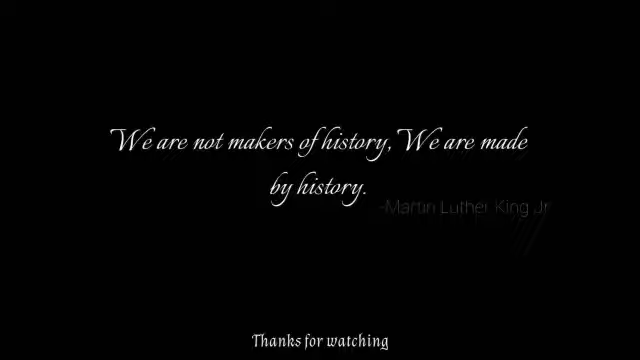 We are not makers of history, We are made
by history.
-Martin Luther King Jr
Thanks for watching